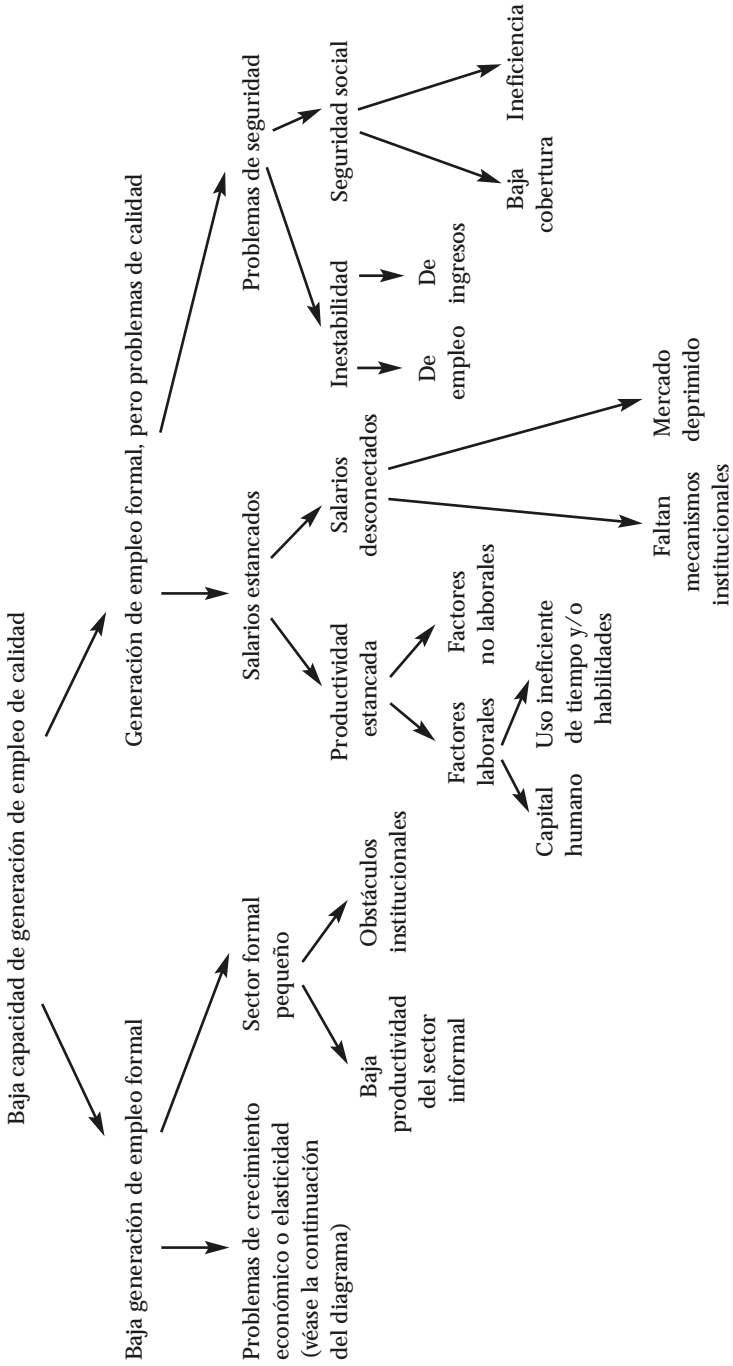 Baja capacidad de generación de empleo de calidad
Baja generación de empleo formal
Generación de empleo formal, pero problemas de calidad
Problemas de crecimiento
económico o elasticidad
(véase la continuación
del diagrama)
Sector formal
pequeño
Salarios estancados
Problemas de seguridad
Baja
productividad
del sector
informal
Obstáculos
institucionales
Productividad
estancada
Salarios
desconectados
Inestabilidad
Seguridad social
Factores
laborales
Factores
no laborales
De
empleo
De
ingresos
Capital
humano
Uso ineficiente
de tiempo y/o
habilidades
Baja
cobertura
Ineficiencia
Faltan
mecanismos
institucionales
Mercado
deprimido